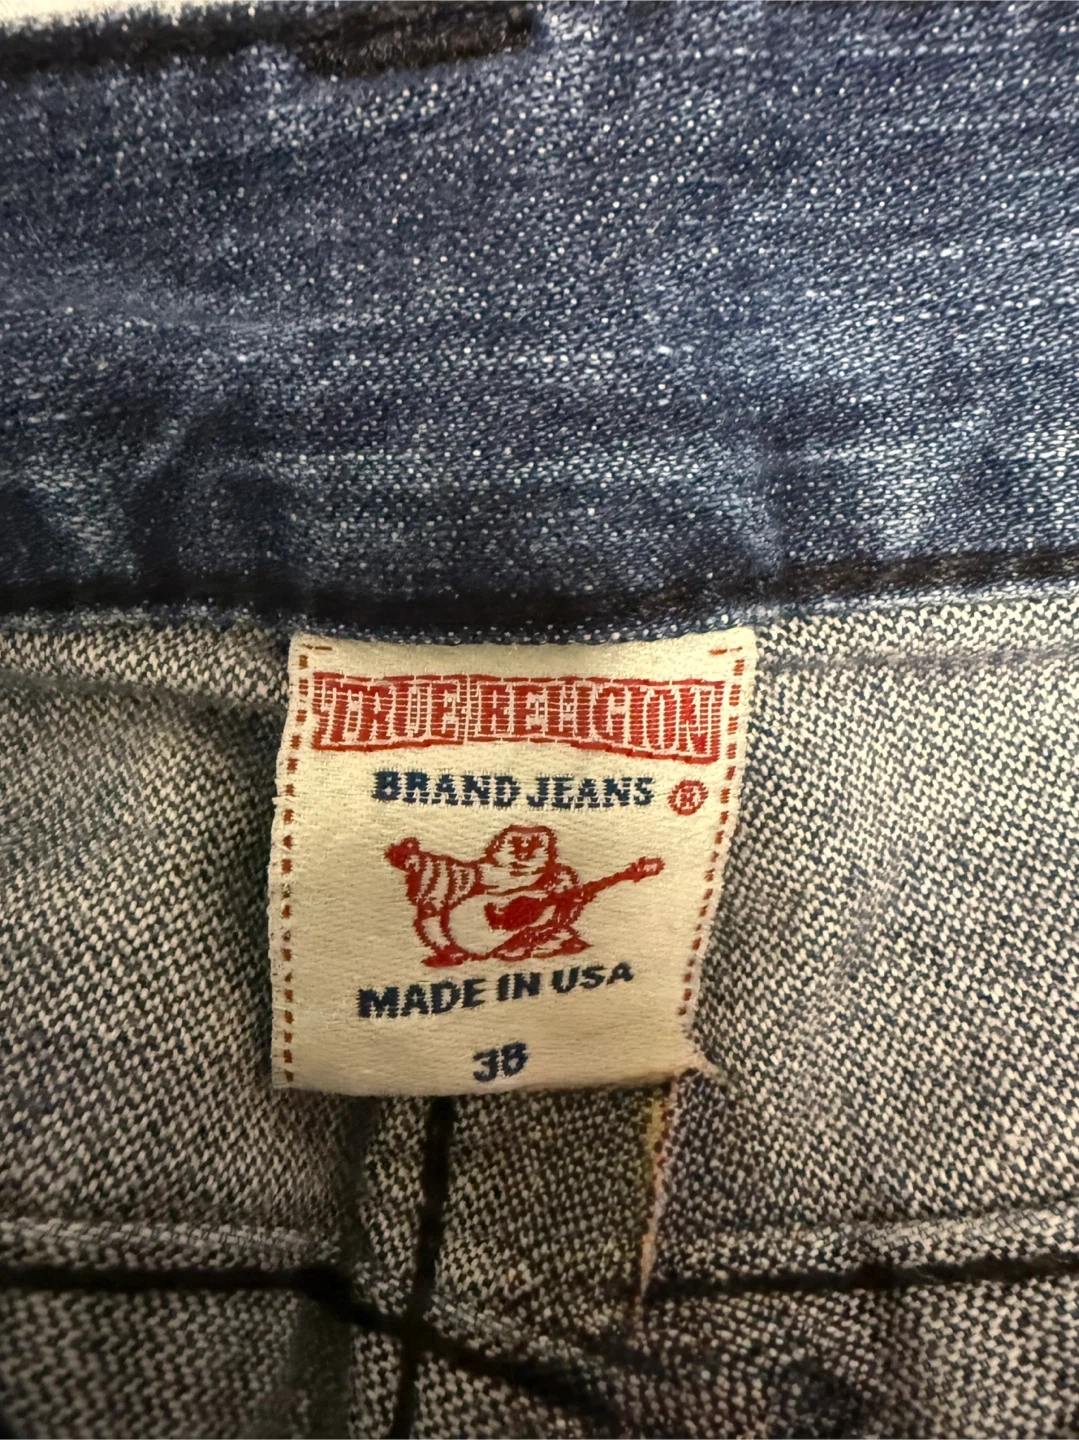 TRUE RELIGION
BRAND JEANS ®
MADE IN USA
38